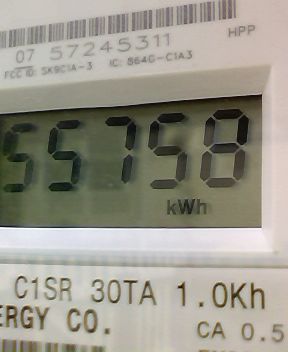 HPP
07 57245311
FCC ID: SK9C1A-3 IC: 864G-C1A3
55758
kWh
C1SR 30TA 1.0Kh
ERGY CO.
CA 0.5